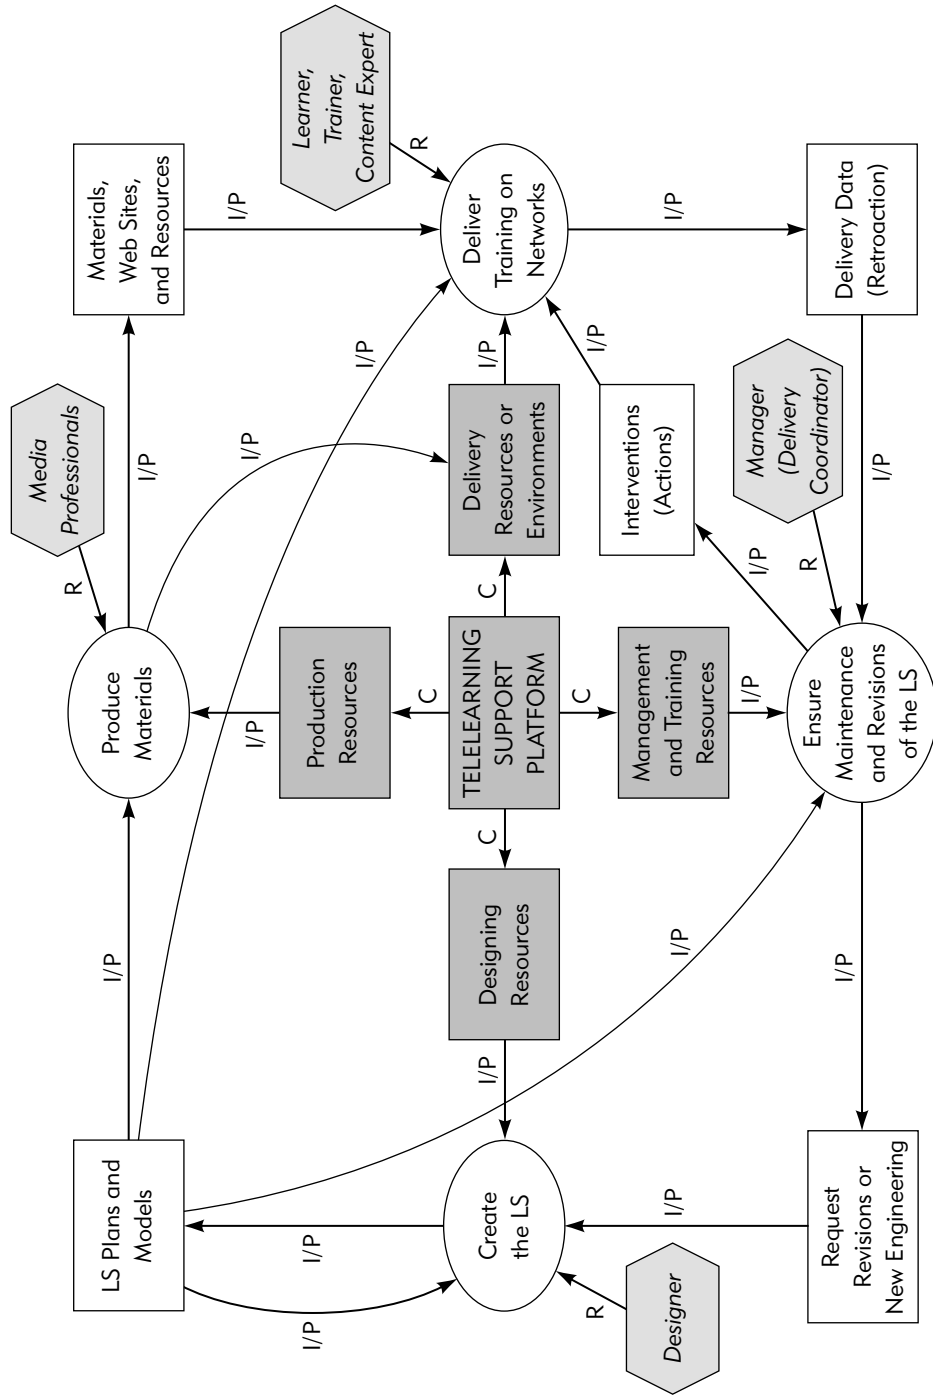 Media
Professionals
R
LS Plans and
Models
I/P
Produce
Materials
I/P
Materials,
Web Sites,
and Resources
I/P
I/P
I/P
I/P
I/P
I/P
Learner,
Trainer,
Content Expert
R
Production
Resources
C
Create
the LS
I/P
Designing
Resources
C
TELELEARNING
SUPPORT
PLATFORM
C
Delivery
Resources or
Environments
I/P
Deliver
Training on
Networks
C
R
I/P
Designer
Management
and Training
Resources
Interventions
(Actions)
I/P
I/P
I/P
I/P
I/P
Manager
(Delivery
Coordinator)
R
Request
Revisions or
New Engineering
I/P
Ensure
Maintenance
and Revisions
of the LS
I/P
Delivery Data
(Retroaction)